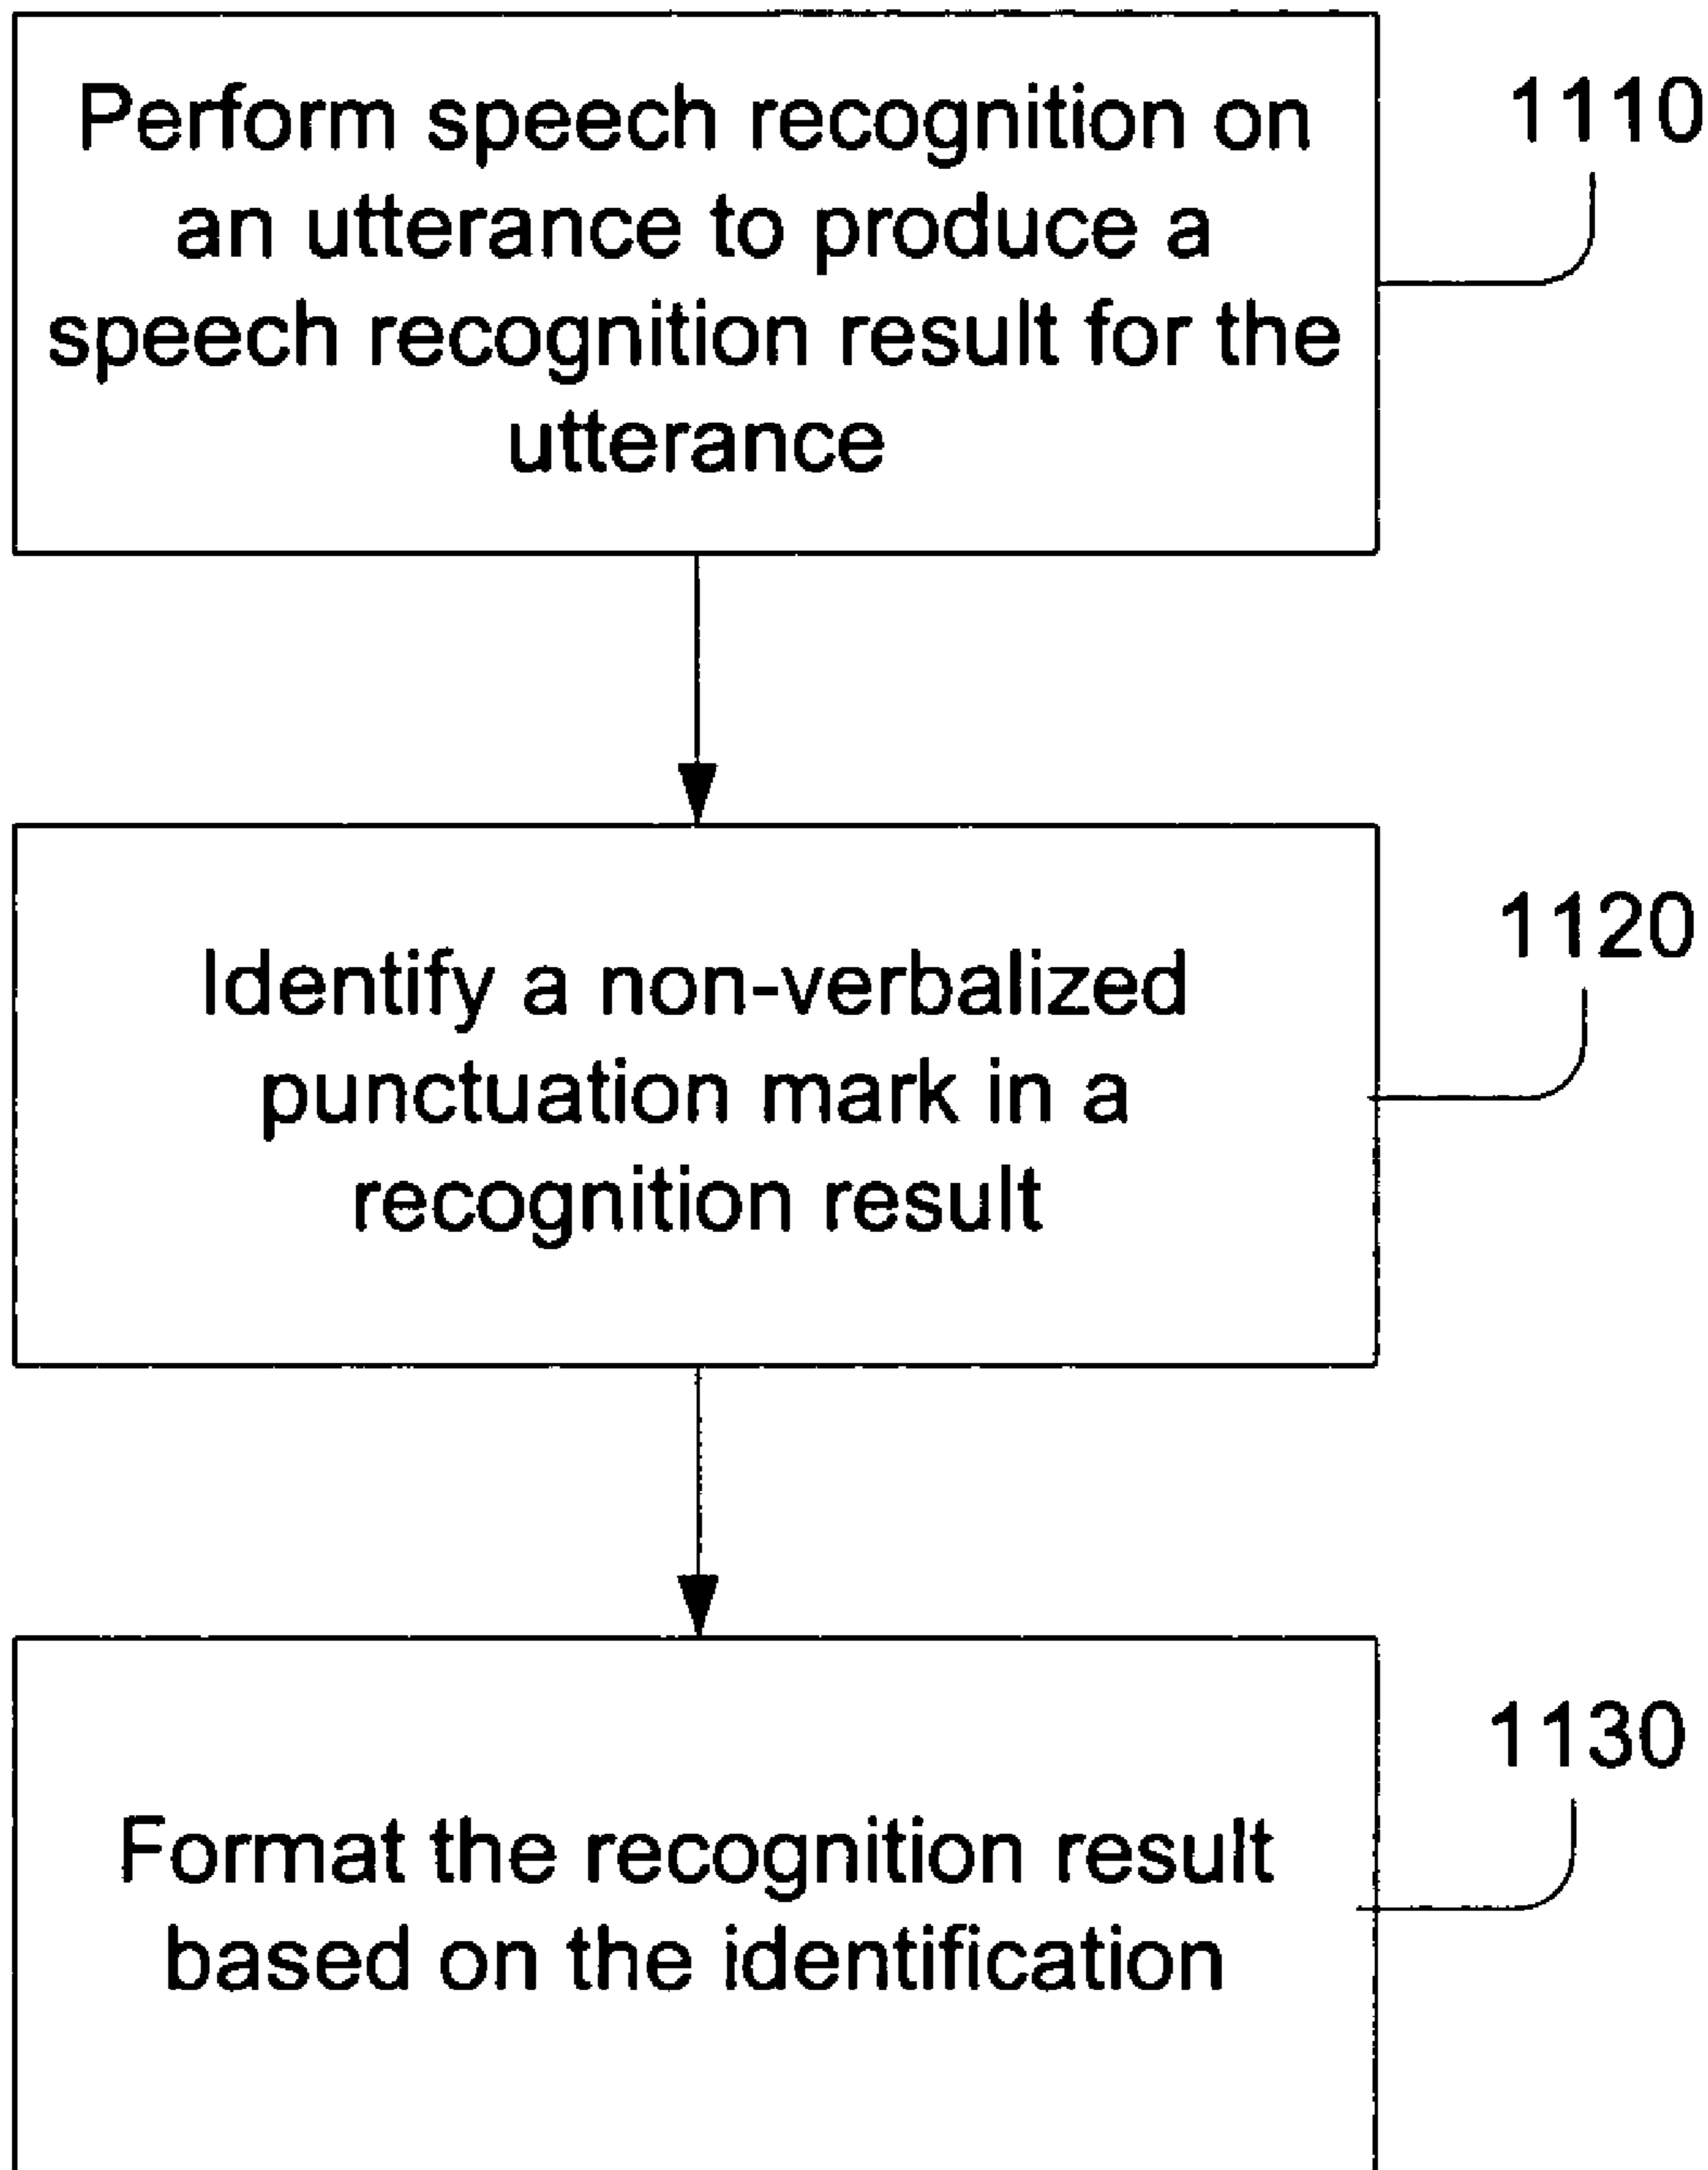 Perform speech recognition on
an utterance to produce a
speech recognition result for the
utterance
1110
Identify a non-verbalized
punctuation mark in a
recognition result
1120
Format the recognition result
based on the identification
1130